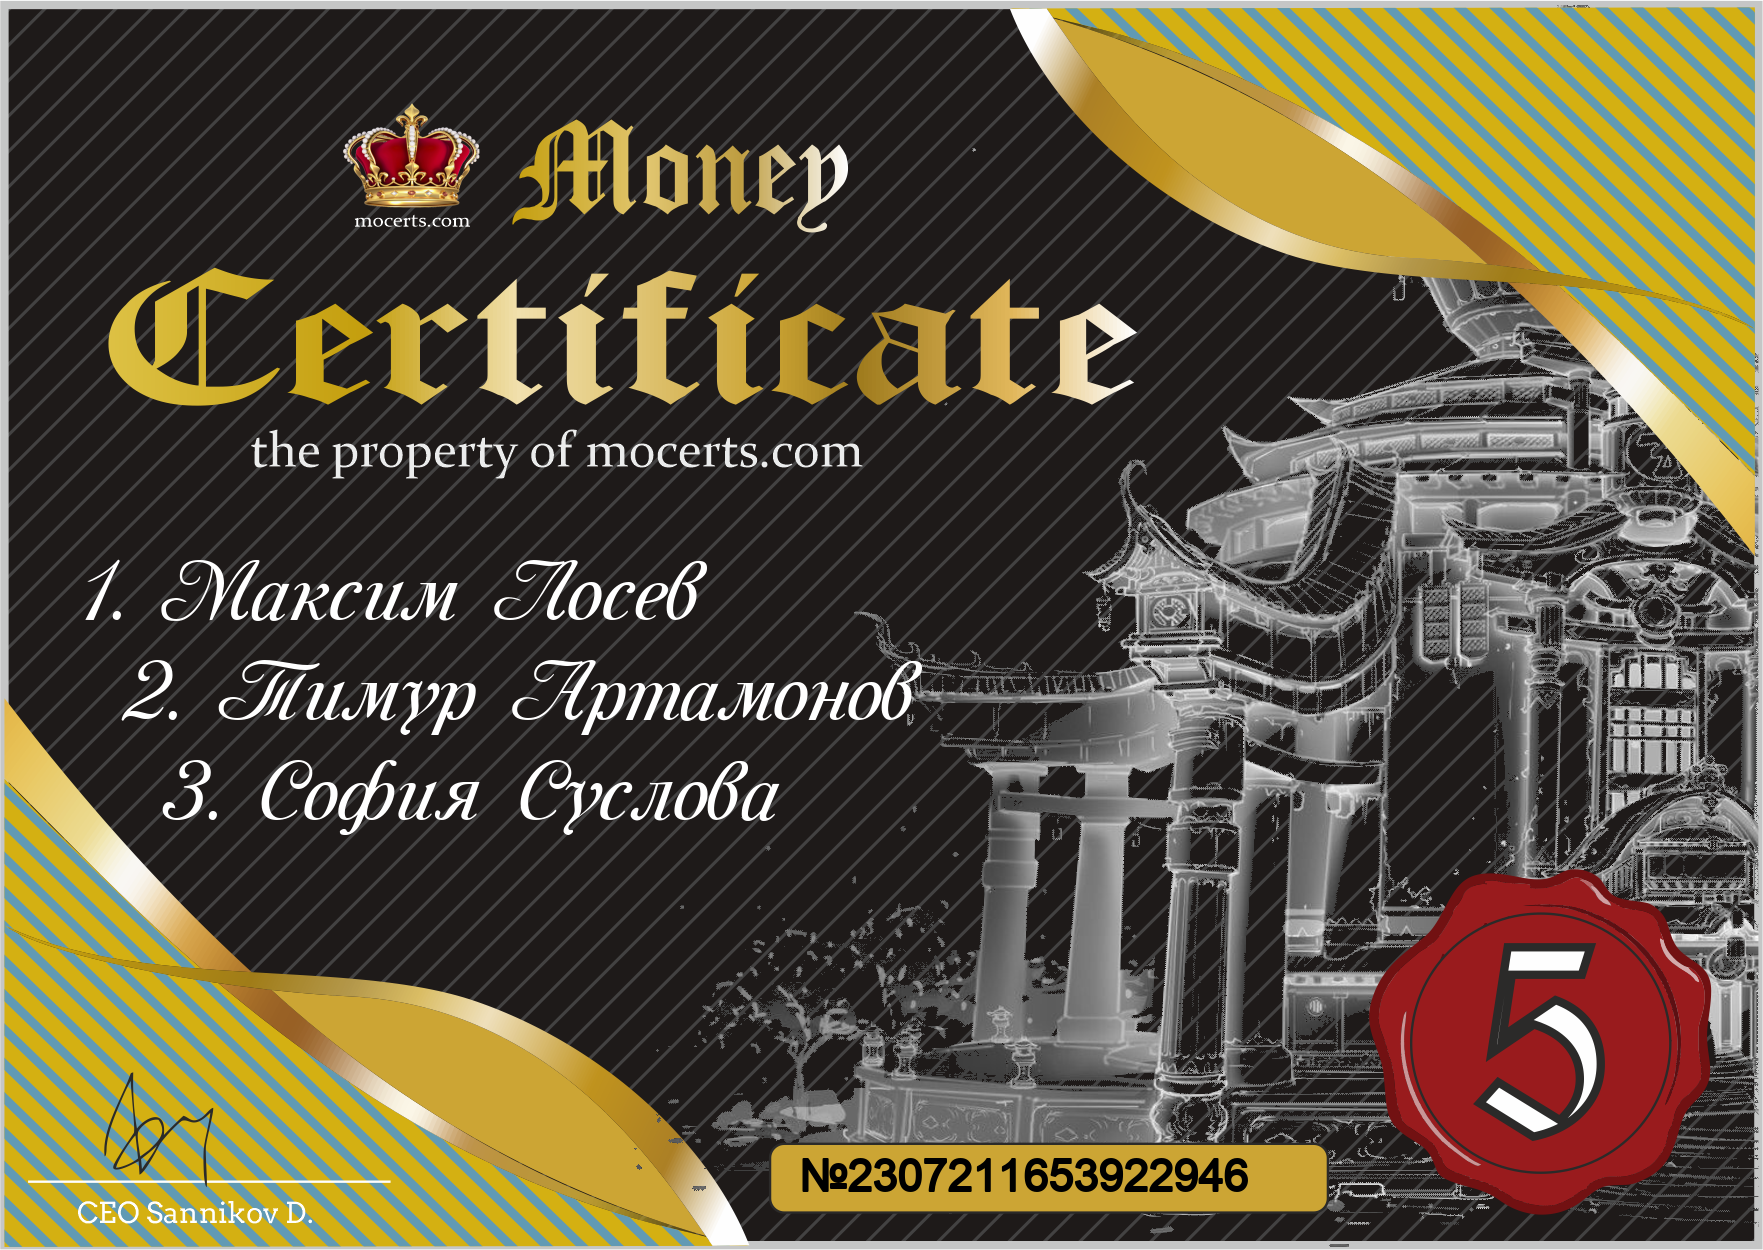 mocerts.com
Money
Certificate
the property of mocerts.com
1. Максим Лосев
2. Тимур Артамонов
3. София Суслова
5
№2307211653922946
CEO Sannikov D.